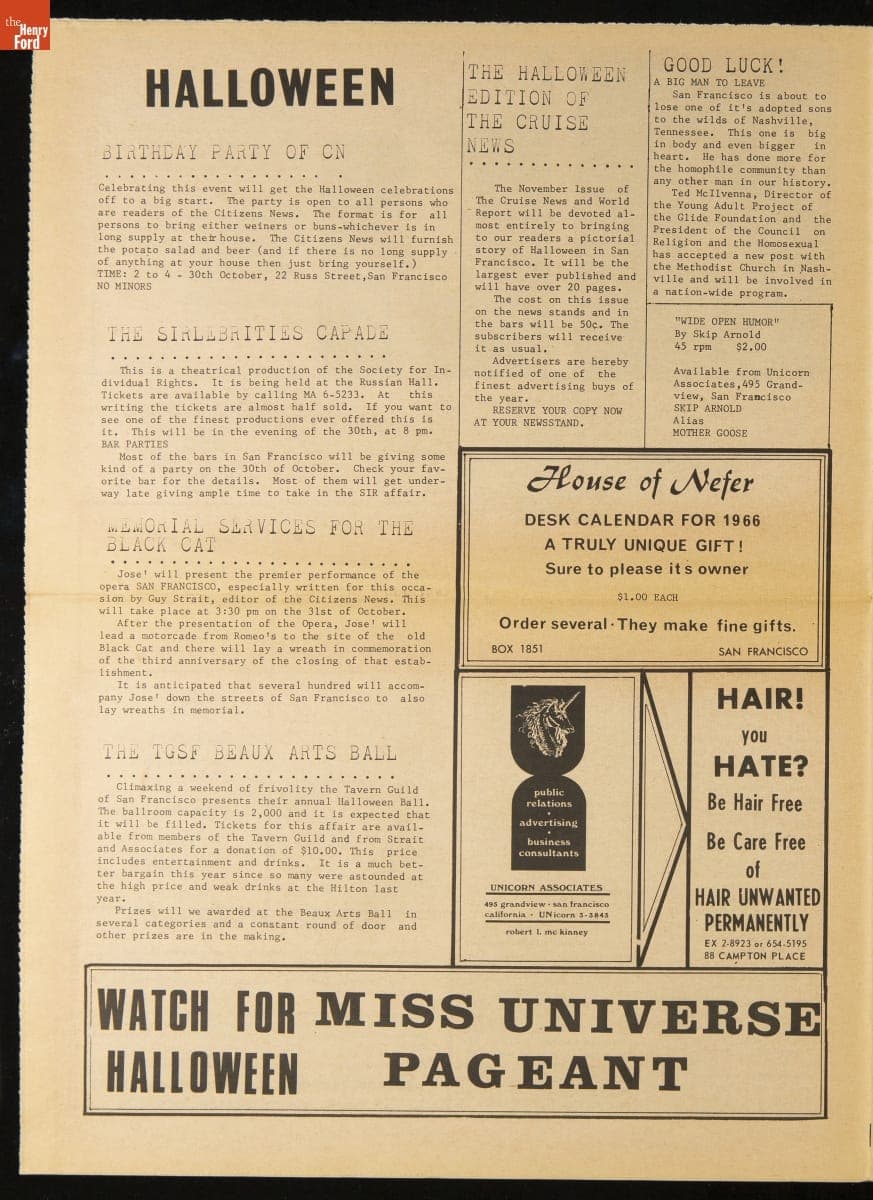 the
Henry
Ford
HALLOWEEN
BIRTHDAY PARTY OF CN
Celebrating this event will get the Halloween celebrations
off to a big start. The party is open to all persons who
are readers of the Citizens News. The format is for all
persons to bring either weiners or buns-whichever is in
long supply at their house. The Citizens News will furnish
the potato salad and beer (and if there is no long supply
of anything at your house then just bring yourself.)
TIME: 2 to 4 - 30th October, 22 Russ Street,San Francisco
NO MINORS
THE SIRLEBRITIES CAPADE
This is a theatrical production of the Society for In-
dividual Rights. It is being held at the Russian Hall.
Tickets are available by calling MA 6-5233. At this
writing the tickets are almost half sold. If you want to
see one of the finest productions ever offered this is
it. This will be in the evening of the 30th, at 8 pm.
BAR PARTIES
Most of the bars in San Francisco will be giving some
kind of a party on the 30th of October. Check your fav-
orite bar for the details. Most of them will get under-
way late giving ample time to take in the SIR affair.
MEMORIAL SERVICES FOR THE
BLACK CAT
Jose' will present the premier performance of the
opera SAN FRANCISCO, especially written for this occa-
sion by Guy Strait, editor of the Citizens News. This
will take place at 3:30 pm on the 31st of October.
After the presentation of the Opera, Jose' will
lead a motorcade from Romeo's to the site of the old
Black Cat and there will lay a wreath in commemoration
of the third anniversary of the closing of that estab-
lishment.
It is anticipated that several hundred will accom-
pany Jose' down the streets of San Francisco to also
lay wreaths in memorial.
THE TGSF BEAUX ARTS BALL
Climaxing a weekend of frivolity the Tavern Guild
of San Francisco presents their annual Halloween Ball.
The ballroom capacity is 2,000 and it is expected that
it will be filled. Tickets for this affair are avail-
able from members of the Tavern Guild and from Strait
and Associates for a donation of $10.00. This price
includes entertainment and drinks. It is a much bet-
ter bargain this year since so many were astounded at
the high price and weak drinks at the Hilton last
year.
Prizes will we awarded at the Beaux Arts Ball in
several categories and a constant round of door and
other prizes are in the making.
THE HALLOWEEN
EDITION OF
THE CRUISE
NEWS
The November Issue of
The Cruise News and World
Report will be devoted al-
most entirely to bringing
to our readers a pictorial
story of Halloween in San
Francisco. It will be the
largest ever published and
will have over 20 pages.
The cost on this issue
on the news stands and in
the bars will be 50¢. The
subscribers will receive
it as usual.
Advertisers are hereby
notified of one of the
finest advertising buys of
the year.
RESERVE YOUR COPY NOW
AT YOUR NEWSSTAND.
GOOD LUCK!
A BIG MAN TO LEAVE
San Francisco is about to
lose one of it's adopted sons
to the wilds of Nashville,
Tennessee. This one is big
in body and even bigger in
heart. He has done more for
the homophile community than
any other man in our history.
Ted McIlvenna, Director of
the Young Adult Project of
the Glide Foundation and the
President of the Council on
Religion and the Homosexual
has accepted a new post with
the Methodist Church in Nash-
ville and will be involved in
a nation-wide program.
"WIDE OPEN HUMOR"
By Skip Arnold
45 rpm $2.00
Available from Unicorn
Associates,495 Grand-
view, San Francisco
SKIP ARNOLD
Alias
MOTHER GOOSE
House of Nefer
DESK CALENDAR FOR 1966
A TRULY UNIQUE GIFT!
Sure to please it's owner
$1.00 EACH
Order several·They make fine gifts.
BOX 1851 SAN FRANCISCO
public
relations
•
advertising
•
business
consultants
UNICORN ASSOCIATES
495 grandview · san francisco
california · UNicorn 3-3845
robert l. mc kinney
HAIR!
you
HATE?
Be Hair Free
Be Care Free
of
HAIR UNWANTED
PERMANENTLY
EX 2-8923 or 654-5195
88 CAMPTON PLACE
WATCH FOR MISS UNIVERSE
HALLOWEEN PAGEANT